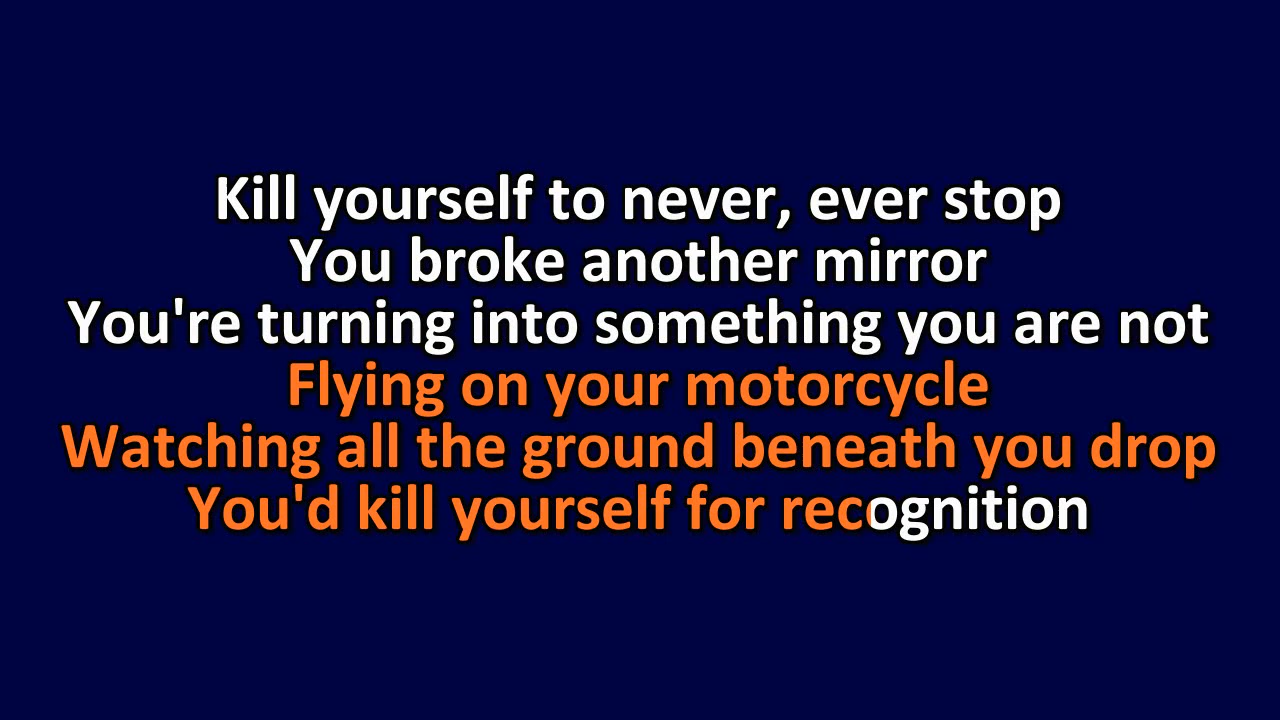 Kill yourself to never, ever stop
You broke another mirror
You're turning into something you are not
Flying on your motorcycle
Watching all the ground beneath you drop
You'd kill yourself for recognition